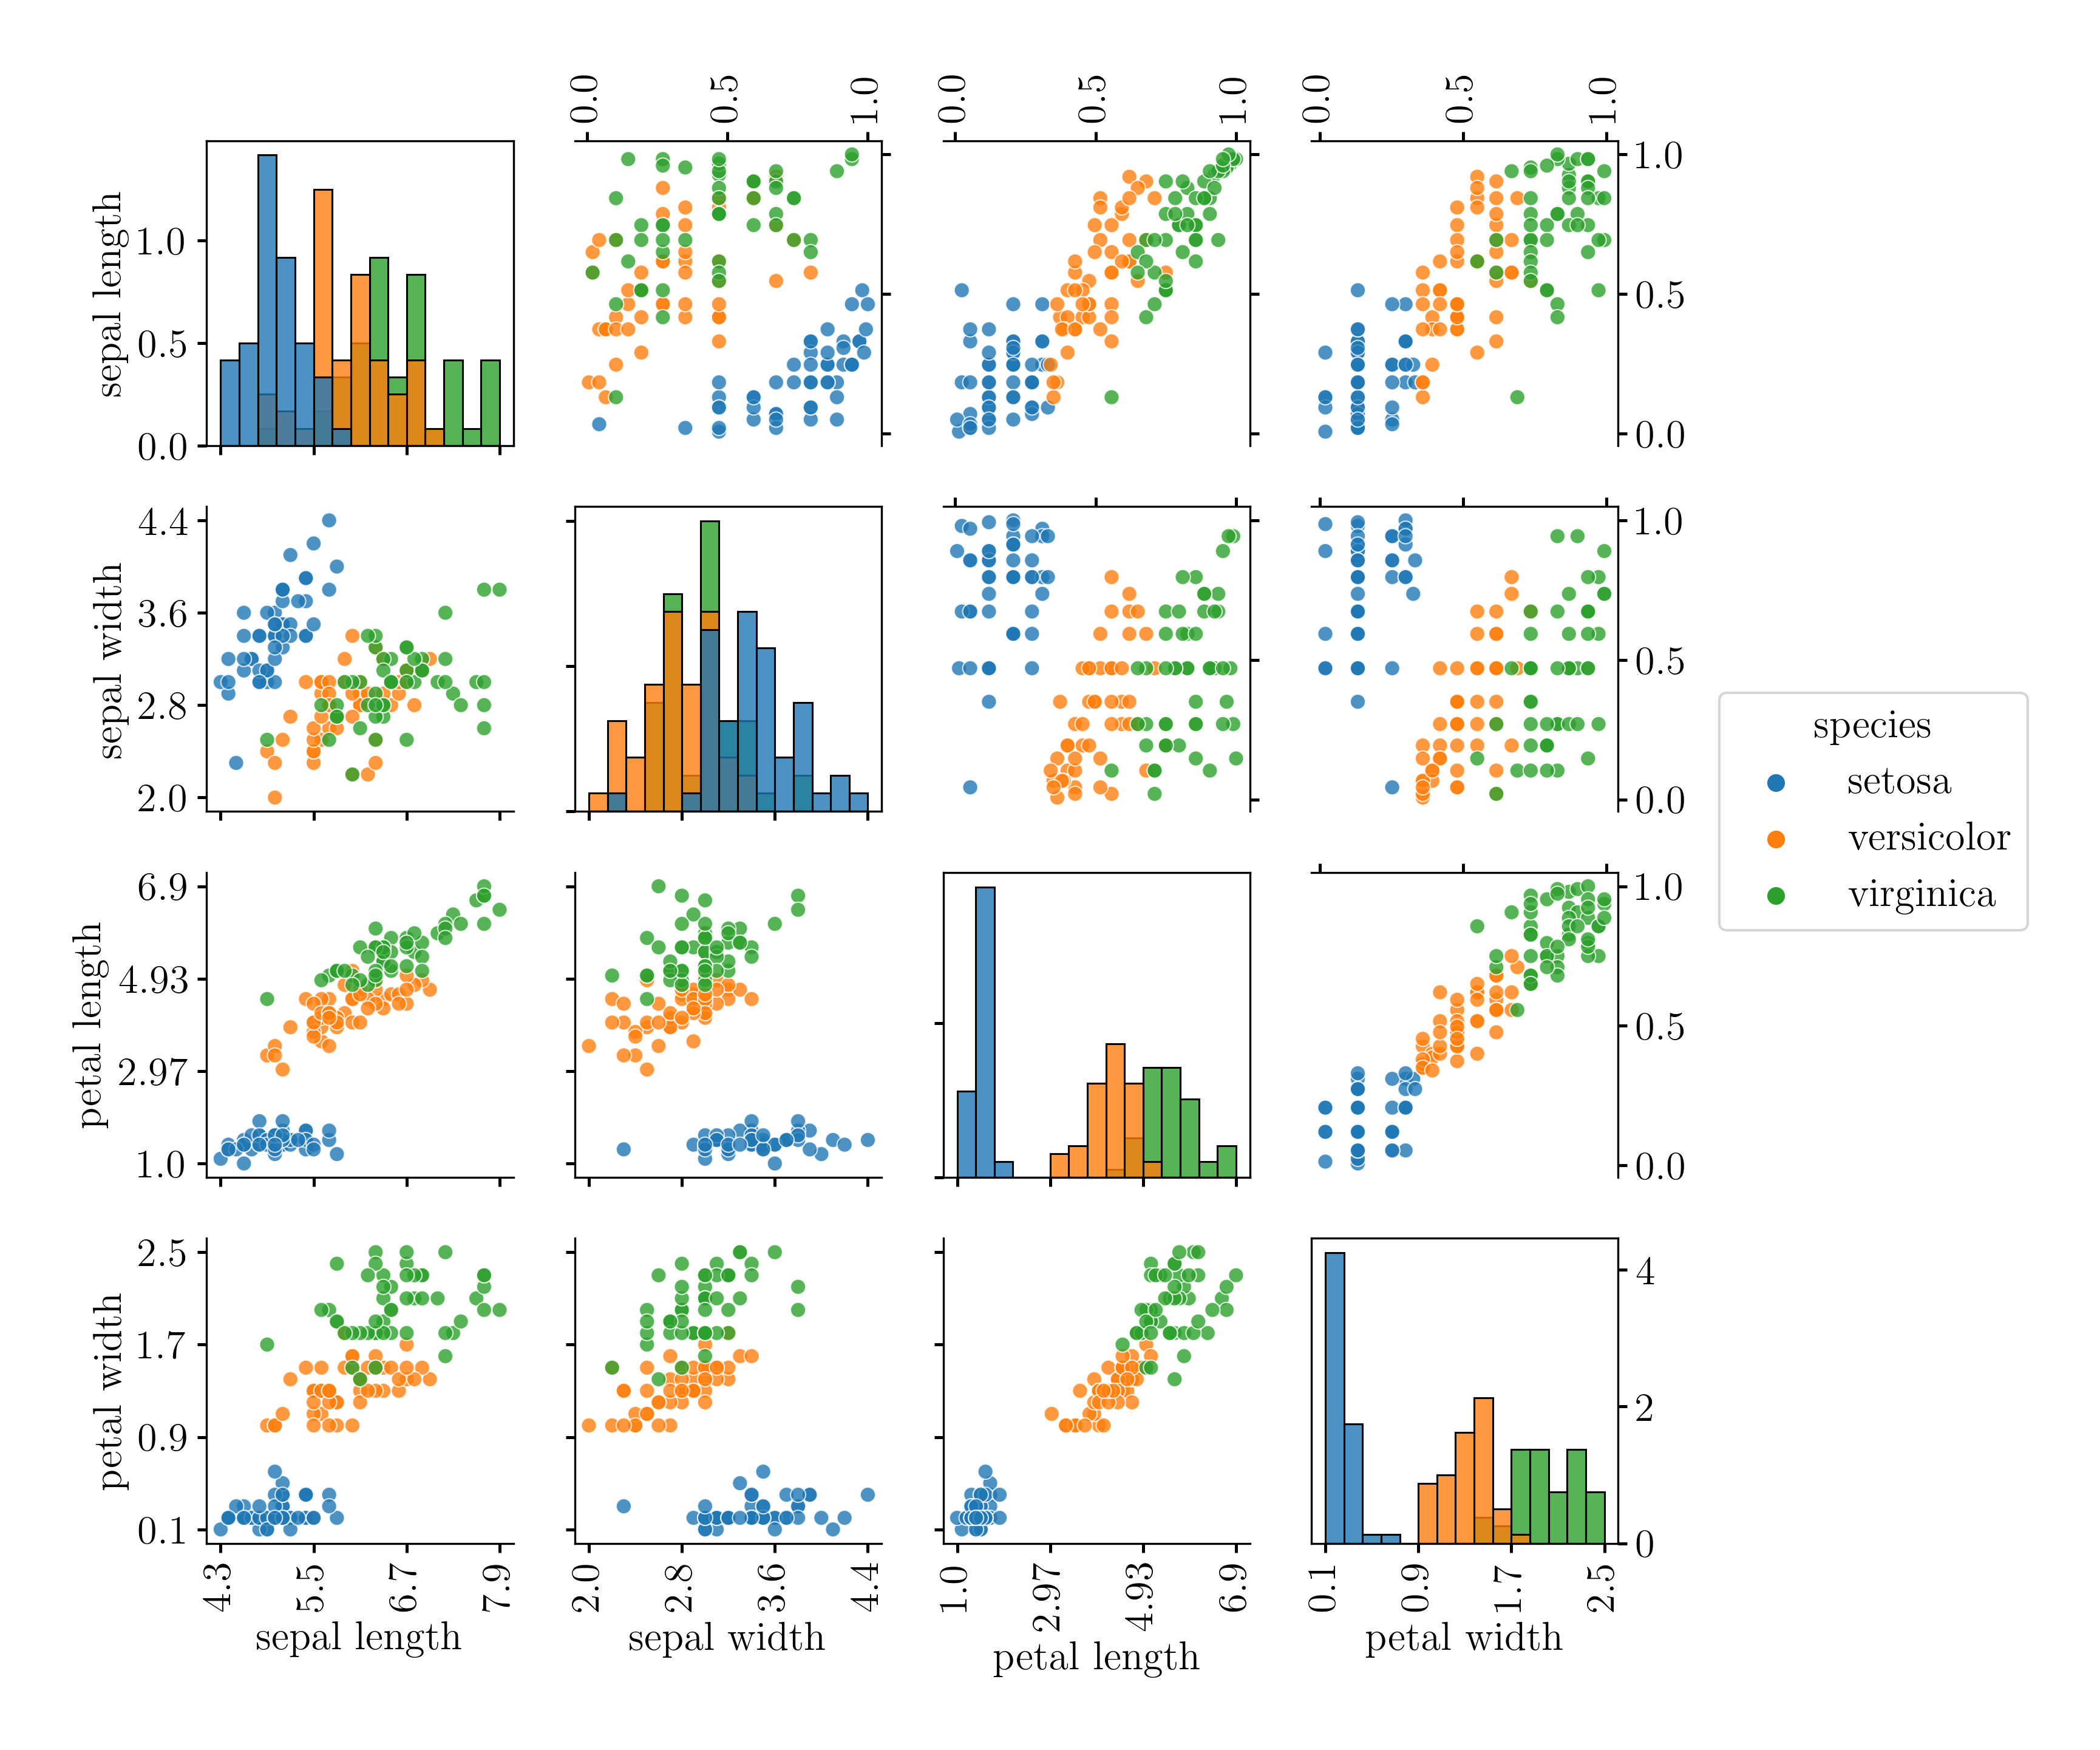 0.0 0.5 1.0 0.0 0.5 1.0 0.0 0.5 1.0
sepal length
1.0
0.5
0.0
1.0
0.5
0.0
sepal width
4.4
3.6
2.8
2.0
1.0
0.5
0.0
species
setosa
versicolor
virginica
petal length
6.9
4.93
2.97
1.0
1.0
0.5
0.0
petal width
2.5
1.7
0.9
0.1
4
2
0
4.3 5.5 6.7 7.9 2.0 2.8 3.6 4.4 1.0 2.97 4.93 6.9 0.1 0.9 1.7 2.5
sepal length sepal width petal length petal width